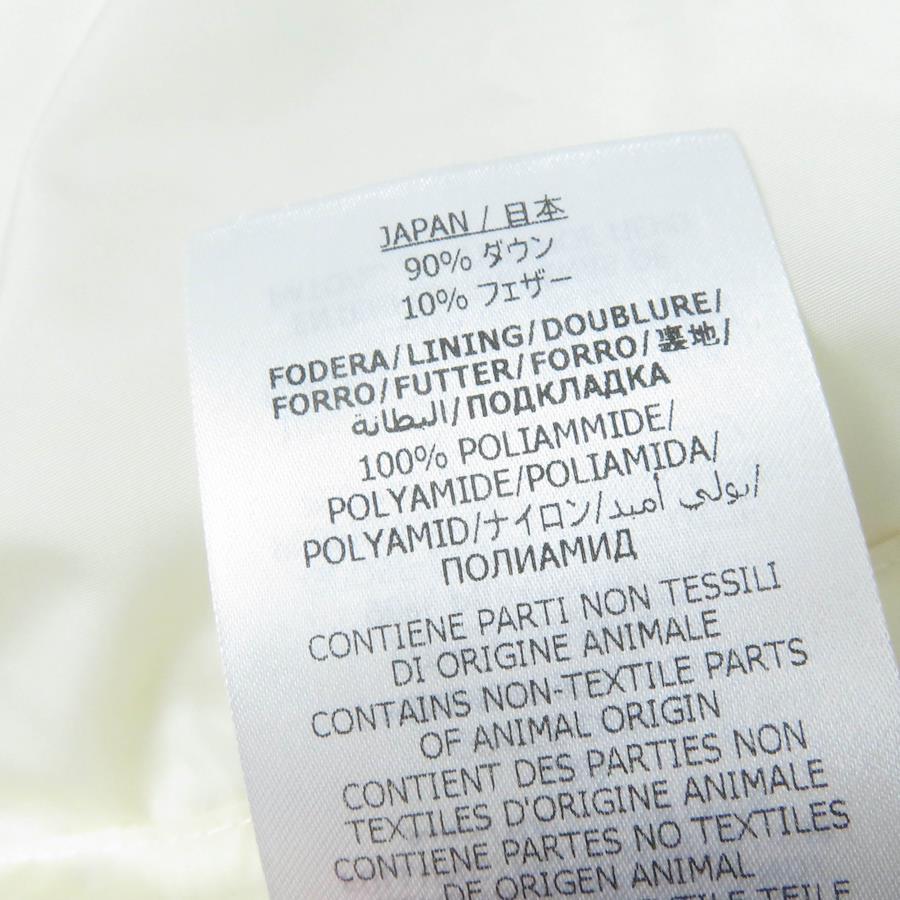 JAPAN / 日本
90% ダウン
10% フェザー
FODERA/LINING/DOUBLURE/
FORRO/FUTTER/FORRO/裏地/
البطانة/ПОДКЛАДКА
100% POLIAMMIDE/
POLYAMIDE/POLIAMIDA/
POLYAMID/ナイロン/بولي أميد/
ПОЛИАМИД
CONTIENE PARTI NON TESSILI
DI ORIGINE ANIMALE
CONTAINS NON-TEXTILE PARTS
OF ANIMAL ORIGIN
CONTIENT DES PARTIES NON
TEXTILES D'ORIGINE ANIMALE
CONTIENE PARTES NO TEXTILES
DE ORIGEN ANIMAL
TEILE